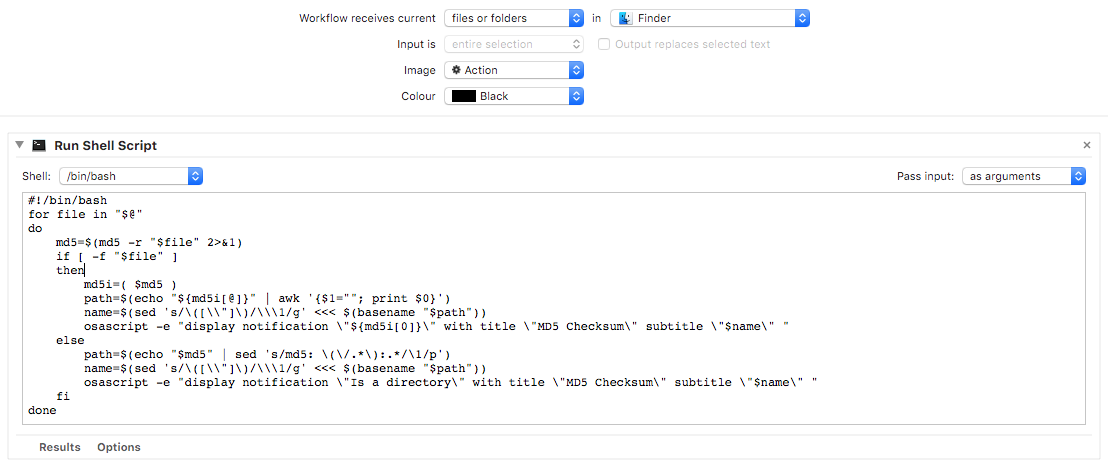 Workflow receives current files or folders in Finder
Input is entire selection Output replaces selected text
Image Action
Colour Black
Run Shell Script
Shell: /bin/bash Pass input: as arguments
#!/bin/bash
for file in "$@"
do
    md5=$(md5 -r "$file" 2>&1)
    if [ -f "$file" ]
    then
        md5i=( $md5 )
        path=$(echo "${md5i[@]}" | awk '{$1=""; print $0}')
        name=$(sed 's/\([\\"]\)/\\\1/g' <<< $(basename "$path"))
        osascript -e "display notification \"${md5i[0]}\" with title \"MD5 Checksum\" subtitle \"$name\" "
    else
        path=$(echo "$md5" | sed 's/md5: \(\/.*\):.*/\1/p')
        name=$(sed 's/\([\\"]\)/\\\1/g' <<< $(basename "$path"))
        osascript -e "display notification \"Is a directory\" with title \"MD5 Checksum\" subtitle \"$name\" "
    fi
done
Results Options